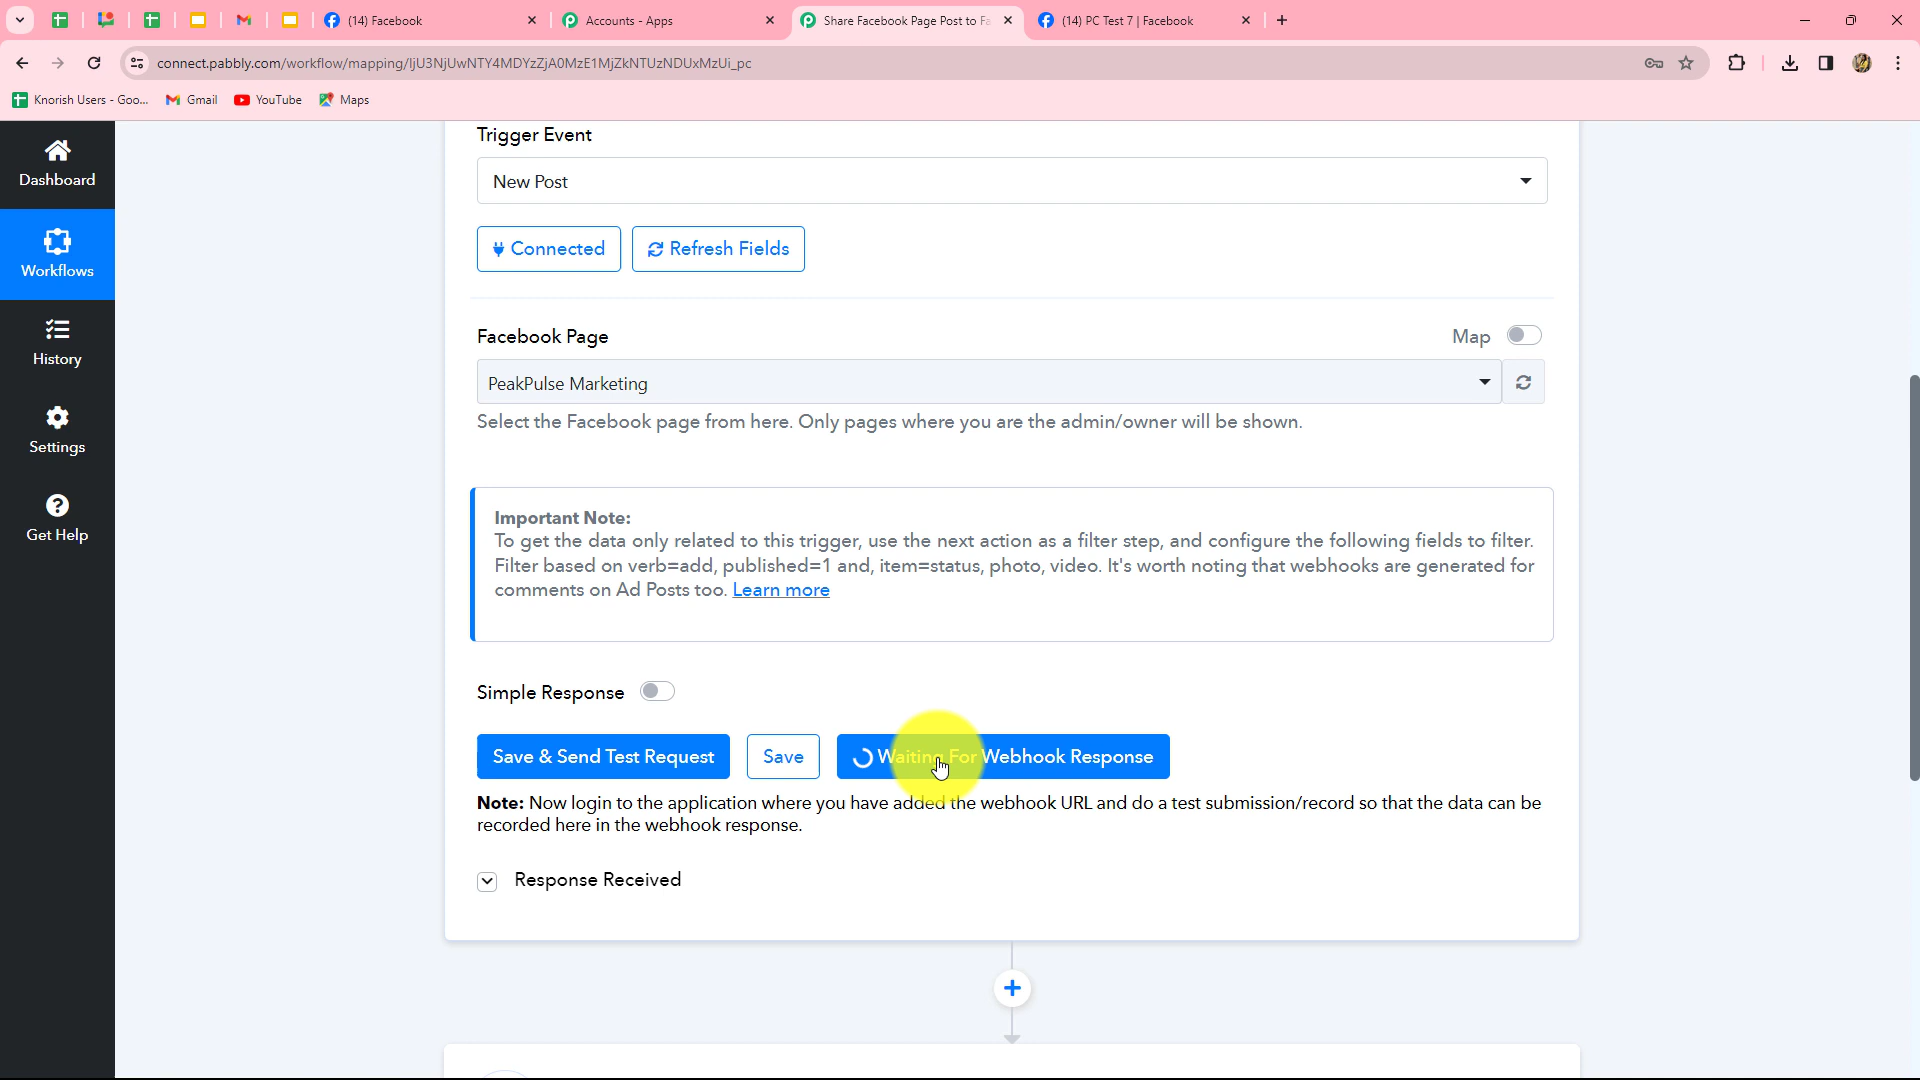 (14) Facebook
Accounts - Apps
Share Facebook Page Post to Fa
(14) PC Test 7 | Facebook
connect.pabbly.com/workflow/mapping/IjU3NjUwNTY4MDYzZjA0MzE1MjZkNTUzNDUxMzUi_pc
Knorish Users - Goo...
Gmail
YouTube
Maps
Dashboard
Workflows
History
Settings
Get Help
Trigger Event
New Post
Connected
Refresh Fields
Facebook Page
Map
PeakPulse Marketing
Select the Facebook page from here. Only pages where you are the admin/owner will be shown.
Important Note:
To get the data only related to this trigger, use the next action as a filter step, and configure the following fields to filter.
Filter based on verb=add, published=1 and, item=status, photo, video. It's worth noting that webhooks are generated for
comments on Ad Posts too. Learn more
Simple Response
Save & Send Test Request
Save
Waiting For Webhook Response
Note: Now login to the application where you have added the webhook URL and do a test submission/record so that the data can be
recorded here in the webhook response.
Response Received